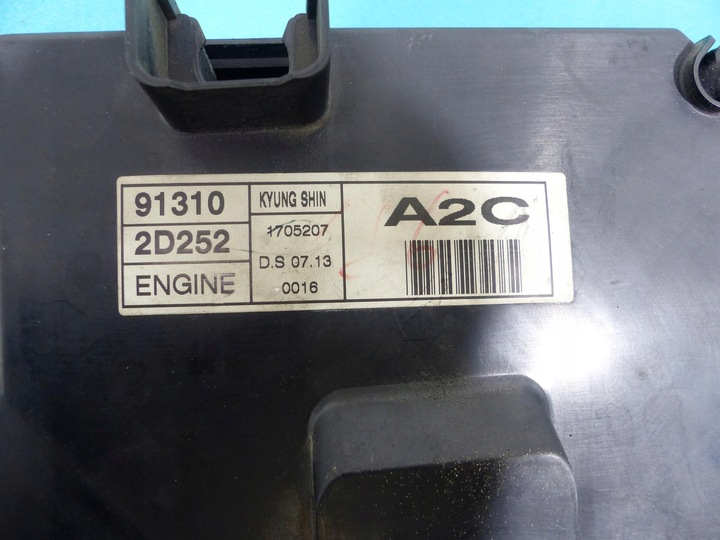 91310
2D252
ENGINE
KYUNG SHIN
1705207
D.S 07.13
0016
A2C